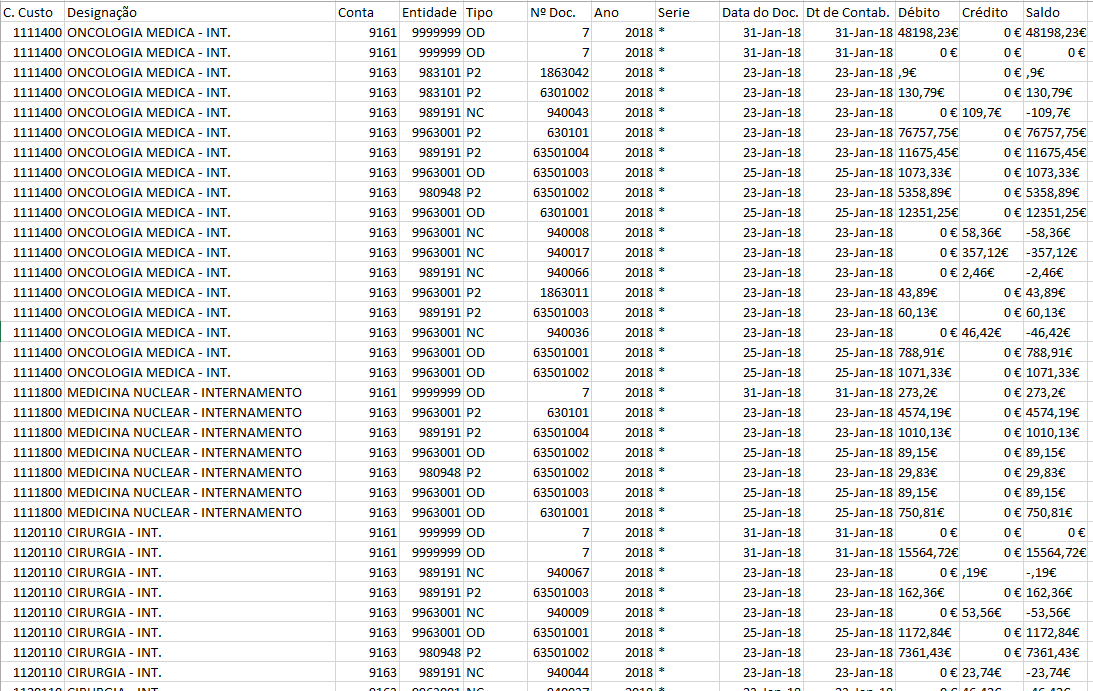 C. Custo Designação Conta Entidade Tipo Nº Doc. Ano Serie Data do Doc. Dt de Contab. Débito Crédito Saldo
1111400 ONCOLOGIA MEDICA - INT. 9161 9999999 OD 7 2018 * 31-Jan-18 31-Jan-18 48198,23€ 0 € 48198,23€
1111400 ONCOLOGIA MEDICA - INT. 9161 999999 OD 7 2018 * 31-Jan-18 31-Jan-18 0 € 0 € 0 €
1111400 ONCOLOGIA MEDICA - INT. 9163 983101 P2 1863042 2018 * 23-Jan-18 23-Jan-18 ,9€ 0 € ,9€
1111400 ONCOLOGIA MEDICA - INT. 9163 983101 P2 6301002 2018 * 23-Jan-18 23-Jan-18 130,79€ 0 € 130,79€
1111400 ONCOLOGIA MEDICA - INT. 9163 989191 NC 940043 2018 * 23-Jan-18 23-Jan-18 0 € 109,7€ -109,7€
1111400 ONCOLOGIA MEDICA - INT. 9163 9963001 P2 630101 2018 * 23-Jan-18 23-Jan-18 76757,75€ 0 € 76757,75€
1111400 ONCOLOGIA MEDICA - INT. 9163 989191 P2 63501004 2018 * 23-Jan-18 23-Jan-18 11675,45€ 0 € 11675,45€
1111400 ONCOLOGIA MEDICA - INT. 9163 9963001 OD 63501003 2018 * 25-Jan-18 25-Jan-18 1073,33€ 0 € 1073,33€
1111400 ONCOLOGIA MEDICA - INT. 9163 980948 P2 63501002 2018 * 23-Jan-18 23-Jan-18 5358,89€ 0 € 5358,89€
1111400 ONCOLOGIA MEDICA - INT. 9163 9963001 OD 6301001 2018 * 25-Jan-18 25-Jan-18 12351,25€ 0 € 12351,25€
1111400 ONCOLOGIA MEDICA - INT. 9163 9963001 NC 940008 2018 * 23-Jan-18 23-Jan-18 0 € 58,36€ -58,36€
1111400 ONCOLOGIA MEDICA - INT. 9163 9963001 NC 940017 2018 * 23-Jan-18 23-Jan-18 0 € 357,12€ -357,12€
1111400 ONCOLOGIA MEDICA - INT. 9163 989191 NC 940066 2018 * 23-Jan-18 23-Jan-18 0 € 2,46€ -2,46€
1111400 ONCOLOGIA MEDICA - INT. 9163 9963001 P2 1863011 2018 * 23-Jan-18 23-Jan-18 43,89€ 0 € 43,89€
1111400 ONCOLOGIA MEDICA - INT. 9163 989191 P2 63501003 2018 * 23-Jan-18 23-Jan-18 60,13€ 0 € 60,13€
1111400 ONCOLOGIA MEDICA - INT. 9163 9963001 NC 940036 2018 * 23-Jan-18 23-Jan-18 0 € 46,42€ -46,42€
1111400 ONCOLOGIA MEDICA - INT. 9163 9963001 OD 63501001 2018 * 25-Jan-18 25-Jan-18 788,91€ 0 € 788,91€
1111400 ONCOLOGIA MEDICA - INT. 9163 9963001 OD 63501002 2018 * 25-Jan-18 25-Jan-18 1071,33€ 0 € 1071,33€
1111800 MEDICINA NUCLEAR - INTERNAMENTO 9161 9999999 OD 7 2018 * 31-Jan-18 31-Jan-18 273,2€ 0 € 273,2€
1111800 MEDICINA NUCLEAR - INTERNAMENTO 9163 9963001 P2 630101 2018 * 23-Jan-18 23-Jan-18 4574,19€ 0 € 4574,19€
1111800 MEDICINA NUCLEAR - INTERNAMENTO 9163 989191 P2 63501004 2018 * 23-Jan-18 23-Jan-18 1010,13€ 0 € 1010,13€
1111800 MEDICINA NUCLEAR - INTERNAMENTO 9163 9963001 OD 63501002 2018 * 25-Jan-18 25-Jan-18 89,15€ 0 € 89,15€
1111800 MEDICINA NUCLEAR - INTERNAMENTO 9163 980948 P2 63501002 2018 * 23-Jan-18 23-Jan-18 29,83€ 0 € 29,83€
1111800 MEDICINA NUCLEAR - INTERNAMENTO 9163 9963001 OD 63501003 2018 * 25-Jan-18 25-Jan-18 89,15€ 0 € 89,15€
1111800 MEDICINA NUCLEAR - INTERNAMENTO 9163 9963001 OD 6301001 2018 * 25-Jan-18 25-Jan-18 750,81€ 0 € 750,81€
1120110 CIRURGIA - INT. 9161 999999 OD 7 2018 * 31-Jan-18 31-Jan-18 0 € 0 € 0 €
1120110 CIRURGIA - INT. 9161 9999999 OD 7 2018 * 31-Jan-18 31-Jan-18 15564,72€ 0 € 15564,72€
1120110 CIRURGIA - INT. 9163 989191 NC 940067 2018 * 23-Jan-18 23-Jan-18 0 € ,19€ -,19€
1120110 CIRURGIA - INT. 9163 989191 P2 63501003 2018 * 23-Jan-18 23-Jan-18 162,36€ 0 € 162,36€
1120110 CIRURGIA - INT. 9163 9963001 NC 940009 2018 * 23-Jan-18 23-Jan-18 0 € 53,56€ -53,56€
1120110 CIRURGIA - INT. 9163 9963001 OD 63501001 2018 * 25-Jan-18 25-Jan-18 1172,84€ 0 € 1172,84€
1120110 CIRURGIA - INT. 9163 980948 P2 63501002 2018 * 23-Jan-18 23-Jan-18 7361,43€ 0 € 7361,43€
1120110 CIRURGIA - INT. 9163 989191 NC 940044 2018 * 23-Jan-18 23-Jan-18 0 € 23,74€ -23,74€